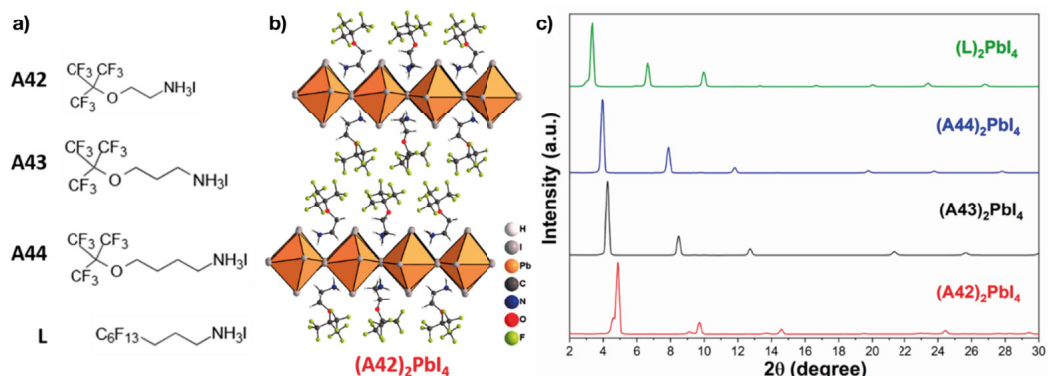 a)
A42
CF₃ CF₃
CF₃
O
NH3I
A43
CF₃ CF₃
CF₃
O
NH3I
A44
CF₃ CF₃
CF₃
O
NH3I
L
C₆F₁₃
NH3I
b)
H
I
Pb
C
N
O
F
(A42)₂PbI₄
c)
Intensity (a.u.)
(L)₂PbI₄
(A44)₂PbI₄
(A43)₂PbI₄
(A42)₂PbI₄
2 4 6 8 10 12 14 16 18 20 22 24 26 28 30
2θ (degree)